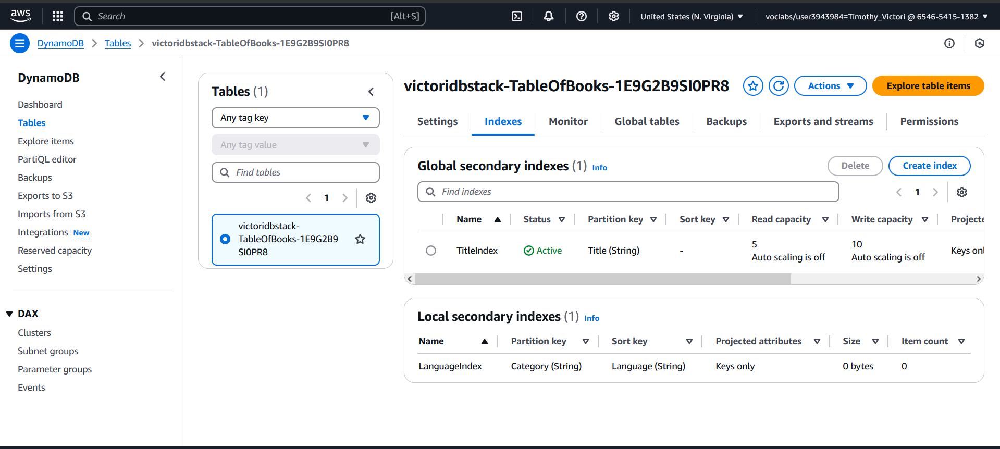 aws
Search [Alt+S]
United States (N. Virginia)
voclabs/user3943984=Timothy_Victori @ 6546-5415-1382
DynamoDB
Tables
victoridbstack-TableOfBooks-1E9G2B9SI0PR8
DynamoDB
Dashboard
Tables
Explore items
PartiQL editor
Backups
Exports to S3
Imports from S3
Integrations New
Reserved capacity
Settings
DAX
Clusters
Subnet groups
Parameter groups
Events
Tables (1)
Any tag key
Any tag value
Find tables
1
victoridbstack-
TableOfBooks-1E9G2B9
SI0PR8
victoridbstack-TableOfBooks-1E9G2B9SI0PR8
Actions
Explore table items
Settings Indexes Monitor Global tables Backups Exports and streams Permissions
Global secondary indexes (1) Info
Delete
Create index
Find indexes
1
Name Status Partition key Sort key Read capacity Write capacity Projecte
TitleIndex Active Title (String) - 5 10 Keys onl
Auto scaling is off Auto scaling is off
Local secondary indexes (1) Info
Name Partition key Sort key Projected attributes Size Item count
LanguageIndex Category (String) Language (String) Keys only 0 bytes 0